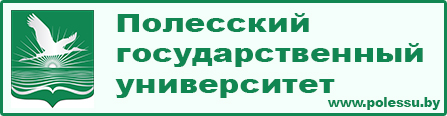 Полесский
государственный
университет
www.polessu.by